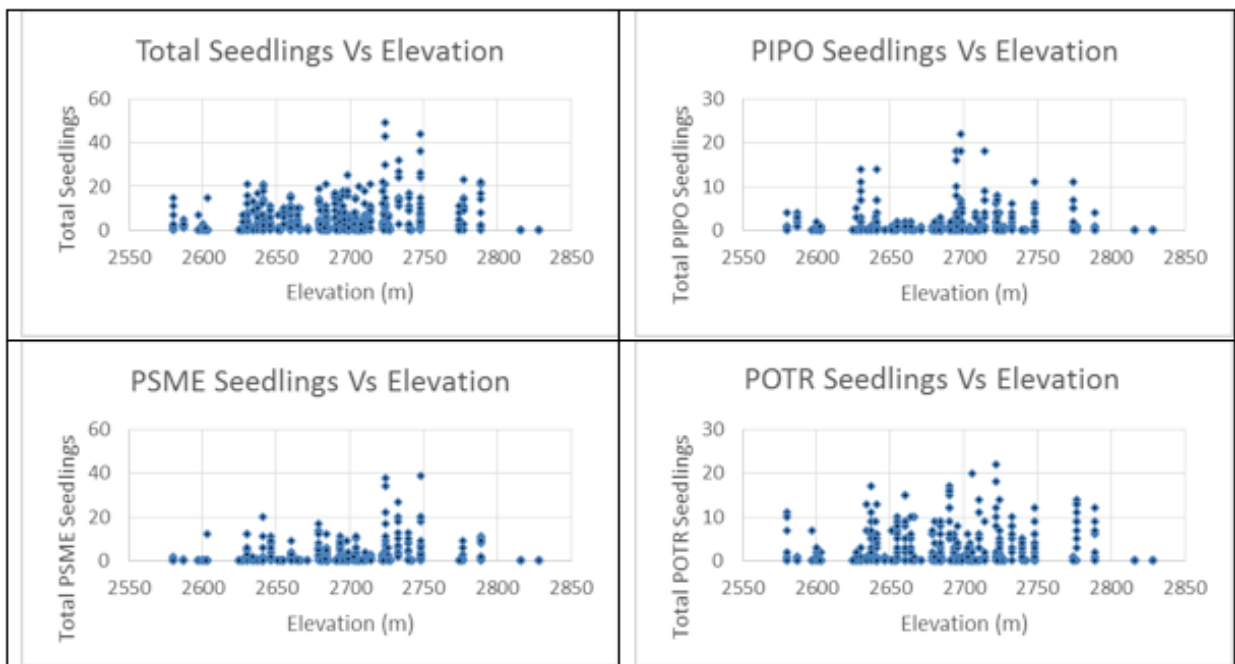 Total Seedlings Vs Elevation
Total Seedlings
60
40
20
0
2550 2600 2650 2700 2750 2800 2850
Elevation (m)
PIPO Seedlings Vs Elevation
Total PIPO Seedlings
30
20
10
0
2550 2600 2650 2700 2750 2800 2850
Elevation (m)
PSME Seedlings Vs Elevation
Total PSME Seedlings
60
40
20
0
2550 2600 2650 2700 2750 2800 2850
Elevation (m)
POTR Seedlings Vs Elevation
Total POTR Seedlings
30
20
10
0
2550 2600 2650 2700 2750 2800 2850
Elevation (m)